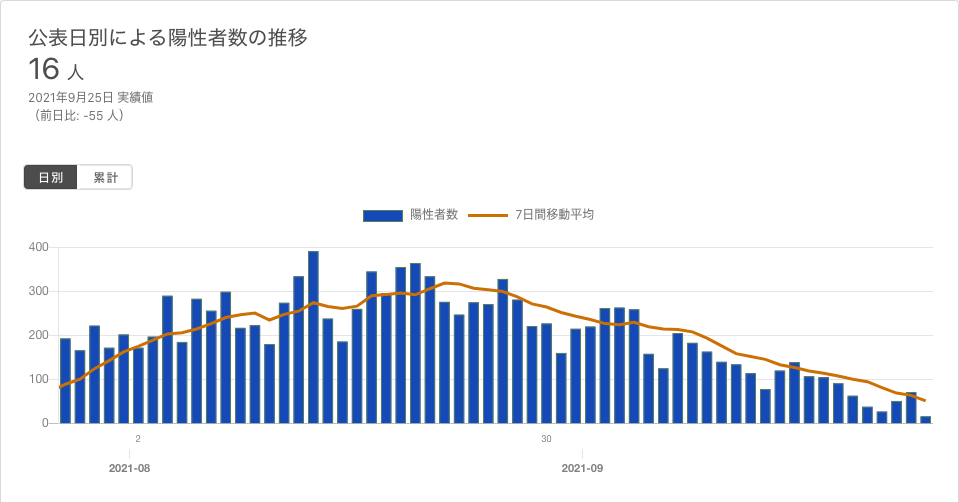 公表日別による陽性者数の推移
16 人
2021年9月25日 実績値
（前日比: -55 人）
日別 累計
陽性者数 7日間移動平均
400
300
200
100
0
2 30
2021-08 2021-09